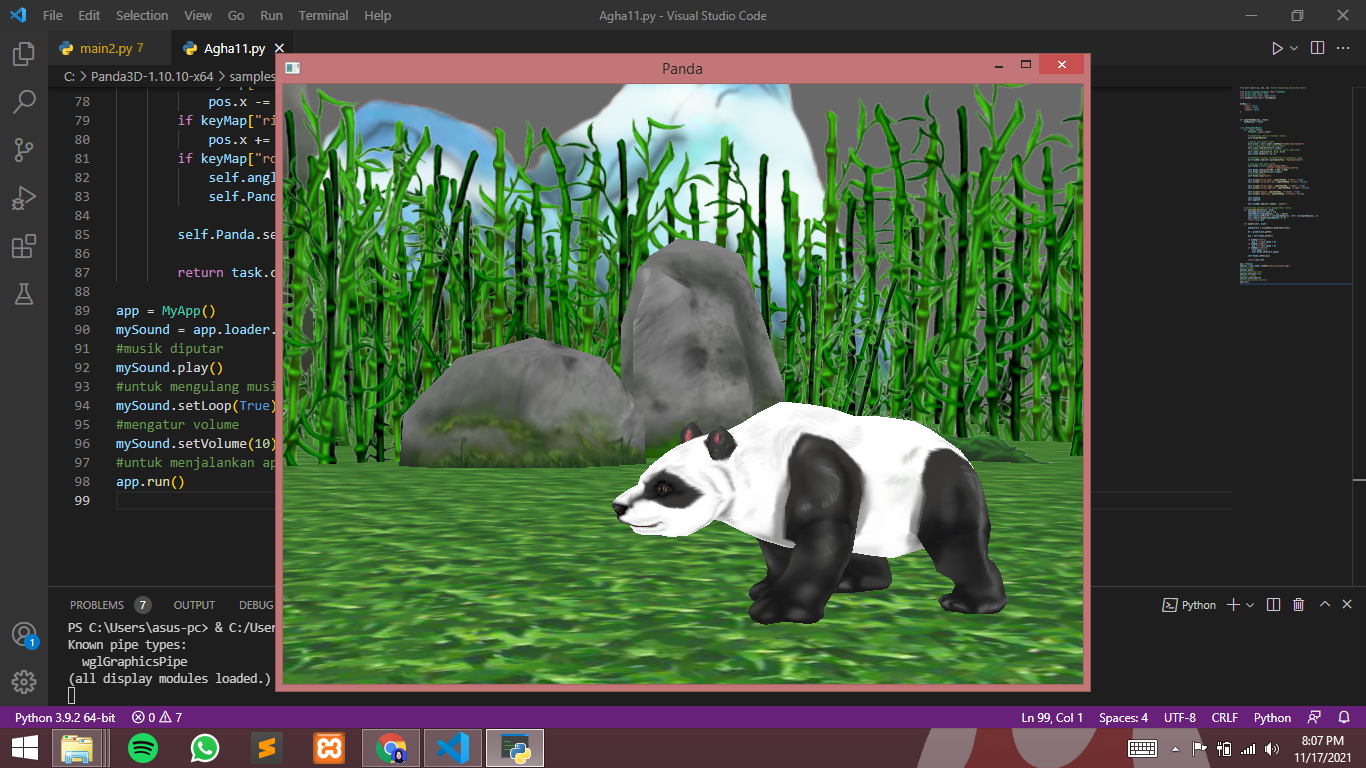 File Edit Selection View Go Run Terminal Help
Agha11.py - Visual Studio Code
main2.py 7
Agha11.py
C: > Panda3D-1.10.10-x64 > samples
Panda
78 pos.x -=
79 if keyMap["ri
80 pos.x +=
81 if keyMap["ro
82 self.angl
83 self.Pand
84
85 self.Panda.se
86
87 return task.c
88
89 app = MyApp()
90 mySound = app.loader.
91 #musik diputar
92 mySound.play()
93 #untuk mengulang musi
94 mySound.setLoop(True)
95 #mengatur volume
96 mySound.setVolume(10)
97 #untuk menjalankan ap
98 app.run()
99
PROBLEMS 7 OUTPUT DEBUG
Python
PS C:\Users\asus-pc> & C:/User
Known pipe types:
wglGraphicsPipe
(all display modules loaded.)
1
Python 3.9.2 64-bit 0 7
Ln 99, Col 1 Spaces: 4 UTF-8 CRLF Python
8:07 PM
11/17/2021